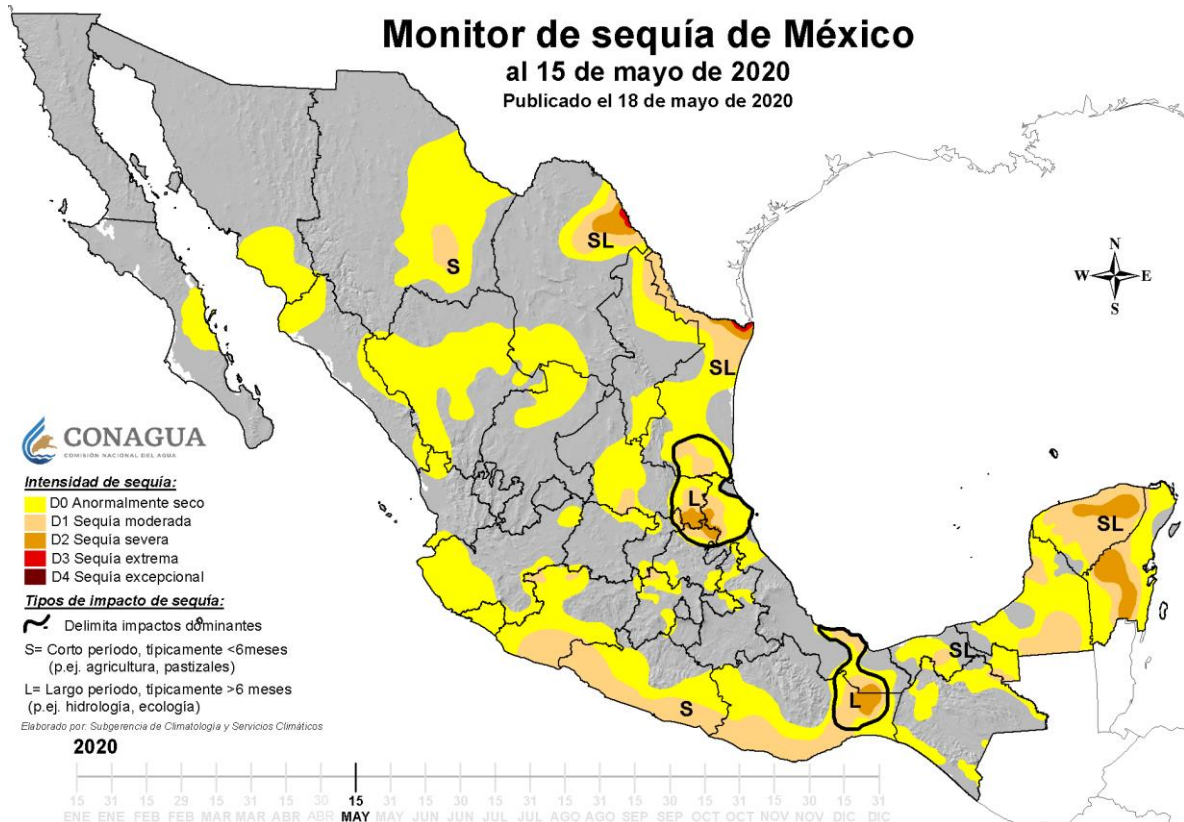 Monitor de sequía de México
al 15 de mayo de 2020
Publicado el 18 de mayo de 2020
N
W E
S
SL
S
SL
SL
L
SL
SL
S
L
CONAGUA
COMISIÓN NACIONAL DEL AGUA
Intensidad de sequía:
D0 Anormalmente seco
D1 Sequía moderada
D2 Sequía severa
D3 Sequía extrema
D4 Sequía excepcional
Tipos de impacto de sequía:
Delimita impactos dominantes
S= Corto período, típicamente <6meses
(p.ej. agricultura, pastizales)
L= Largo período, típicamente >6 meses
(p.ej. hidrología, ecología)
Elaborado por: Subgerencia de Climatología y Servicios Climáticos
2020
15 31 15 29 15 31 15 30 15 31 15 30 15 31 15 31 15 30 15 31 15 30 15 31
ENE ENE FEB FEB MAR MAR ABR ABR MAY MAY JUN JUN JUL JUL AGO AGO SEP SEP OCT OCT NOV NOV DIC DIC